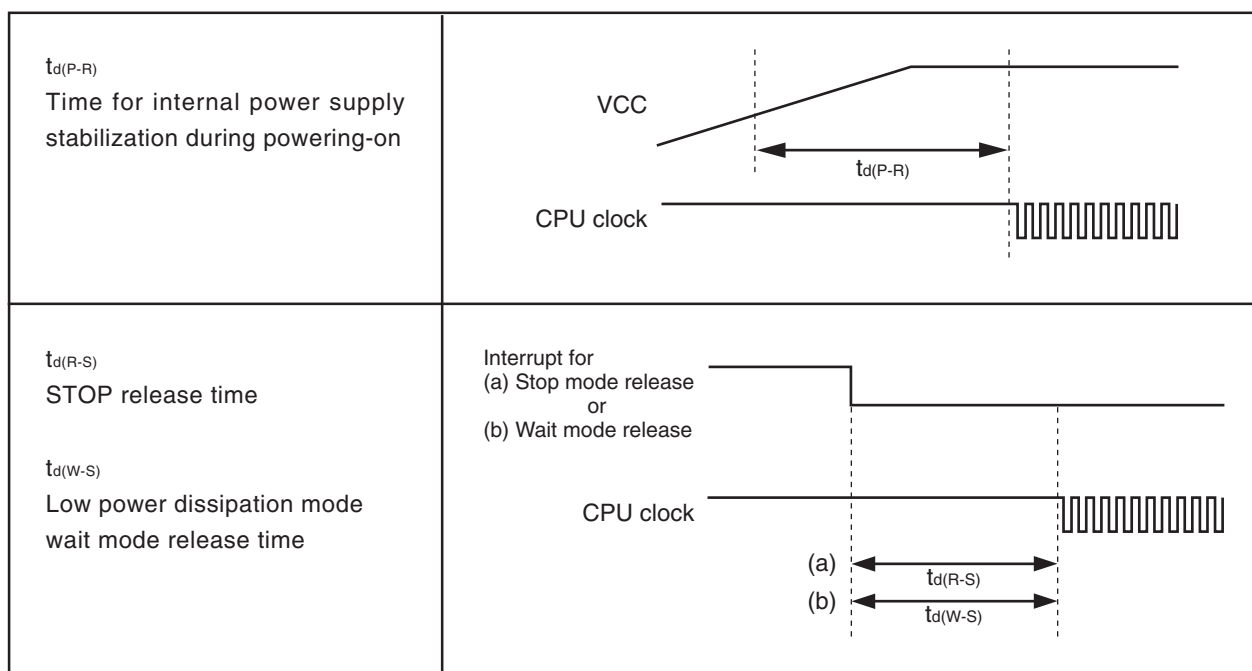 td(P-R)
Time for internal power supply
stabilization during powering-on
VCC
td(P-R)
CPU clock
td(R-S)
STOP release time
td(W-S)
Low power dissipation mode
wait mode release time
Interrupt for
(a) Stop mode release
or
(b) Wait mode release
CPU clock
(a)
td(R-S)
(b)
td(W-S)